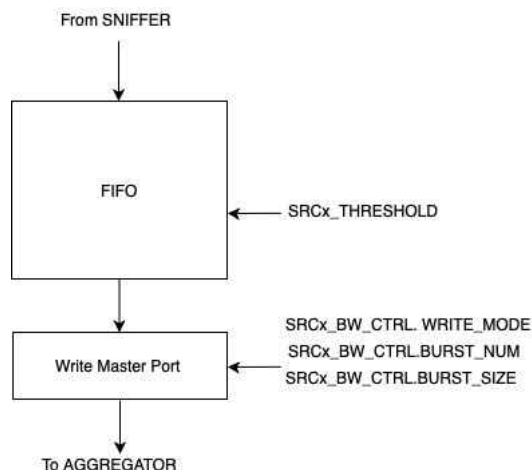 From SNIFFER
FIFO
SRCx_THRESHOLD
SRCx_BW_CTRL. WRITE_MODE
SRCx_BW_CTRL.BURST_NUM
Write Master Port
SRCx_BW_CTRL.BURST_SIZE
To AGGREGATOR